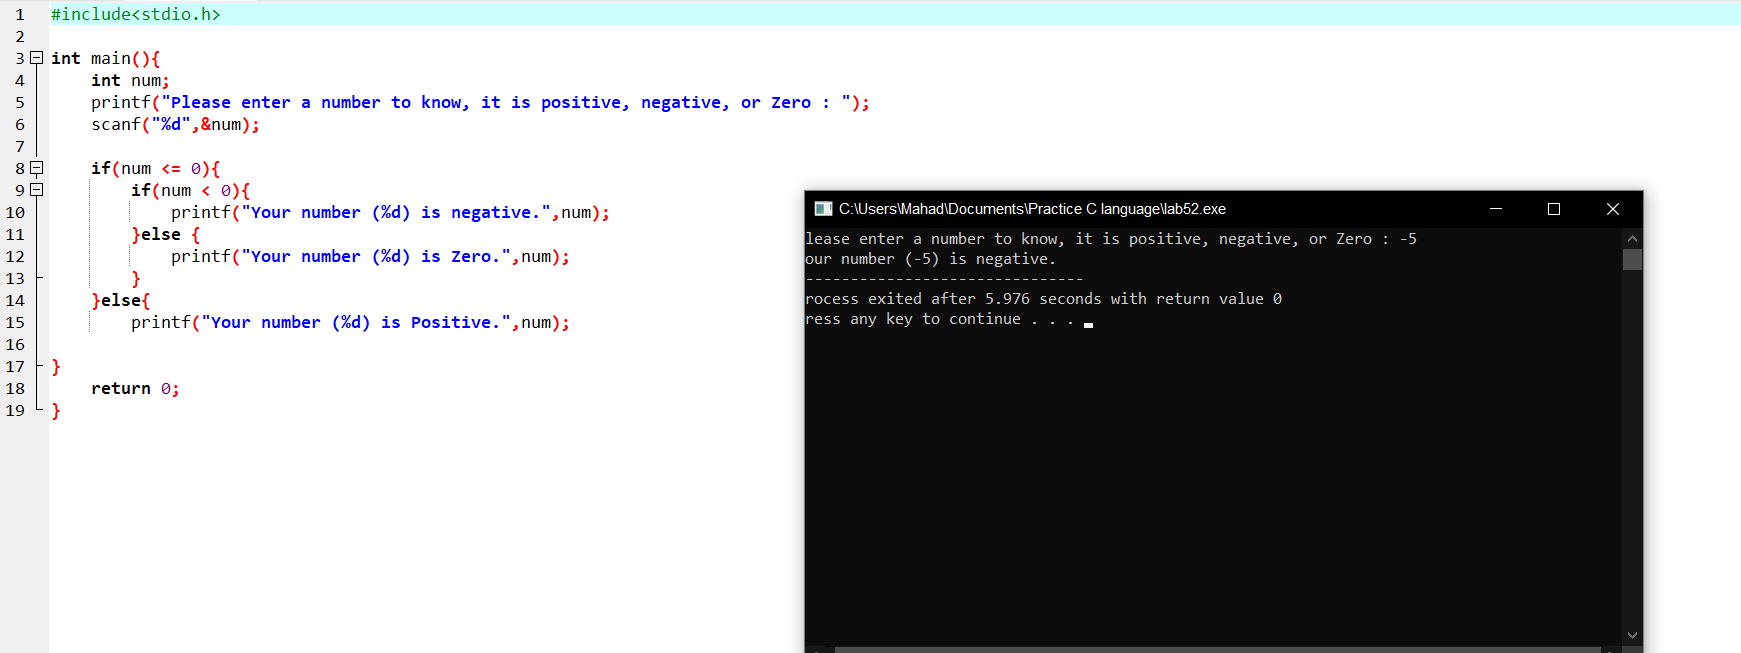 1 #include<stdio.h>
2
3 int main(){
4 int num;
5 printf("Please enter a number to know, it is positive, negative, or Zero : ");
6 scanf("%d",&num);
7
8 if(num <= 0){
9 if(num < 0){
10 printf("Your number (%d) is negative.",num);
11 }else {
12 printf("Your number (%d) is Zero.",num);
13 }
14 }else{
15 printf("Your number (%d) is Positive.",num);
16
17 }
18 return 0;
19 }
C:\Users\Mahad\Documents\Practice C language\lab52.exe
lease enter a number to know, it is positive, negative, or Zero : -5
our number (-5) is negative.
-------------------------------
rocess exited after 5.976 seconds with return value 0
ress any key to continue . . .